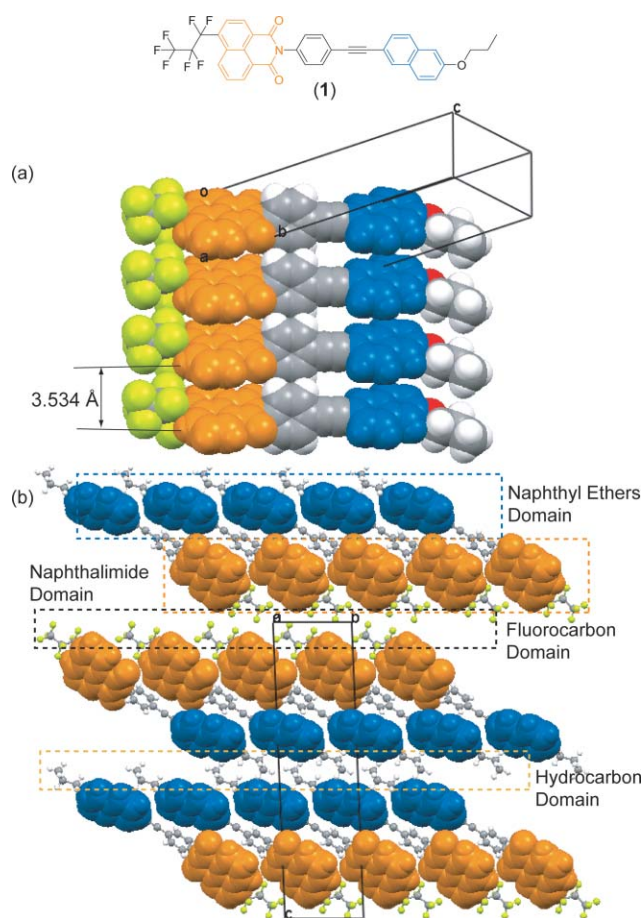 F F F
F
F F F
O
N
O
O
(1)
(a)
c
o
b
a
3.534 Å
(b)
Naphthyl Ethers
Domain
Naphthalimide
Domain
a b
Fluorocarbon
Domain
Hydrocarbon
Domain
c